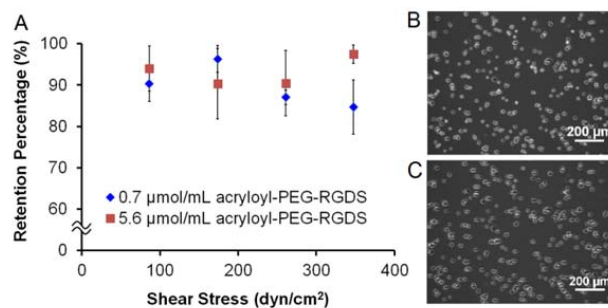 A
Retention Percentage (%)
100
90
80
70
60
0
0.7 μmol/mL acryloyl-PEG-RGDS
5.6 μmol/mL acryloyl-PEG-RGDS
0
100
200
300
400
Shear Stress (dyn/cm²)
B
200 μm
C
200 μm